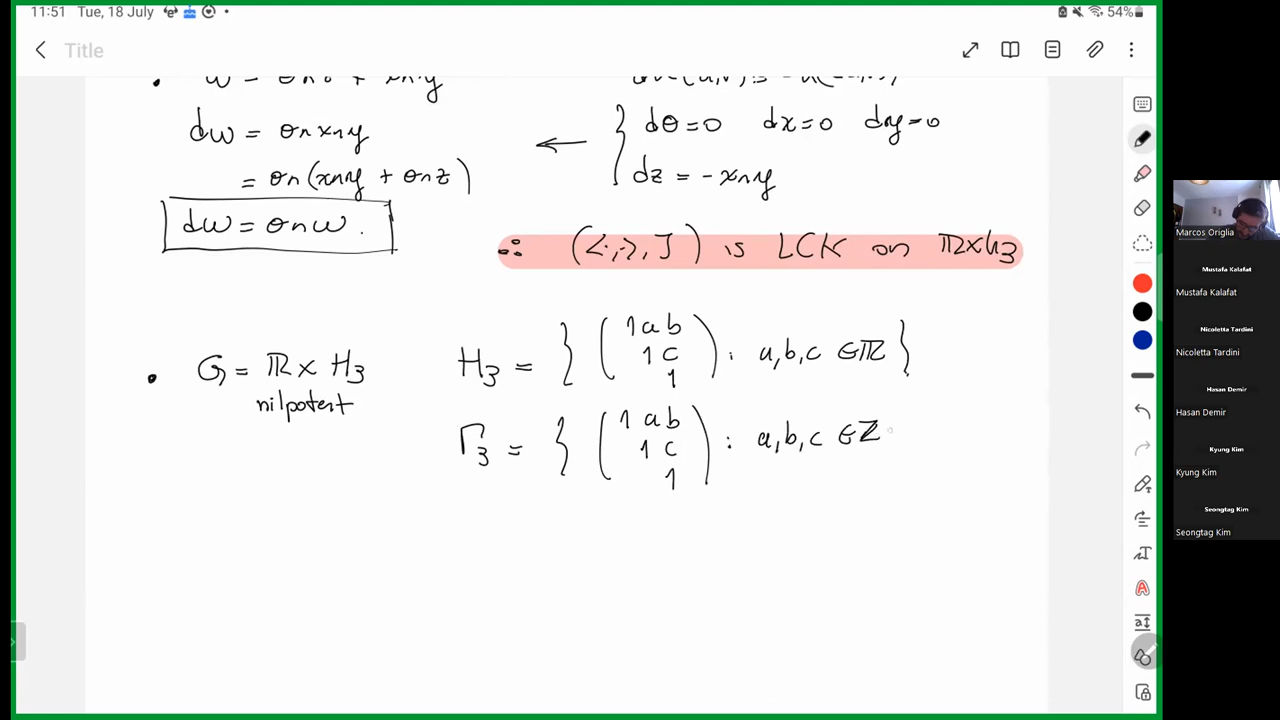 11:51 Tue, 18 July
54%
Title
dw = θ∧x∧y
= θ∧(x∧y + θ∧z)
dw = θ∧w.
dθ=0 dx=0 dy=0
dz = -x∧y
∴ (<·,·>, J) is LCK on ℝ×h₃
• G = ℝ × H₃
nilpotent
H₃ = { ( 1 a b
1 c
1 ) : a,b,c ∈ℝ }
Γ₃ = { ( 1 a b
1 c
1 ) : a,b,c ∈ℤ
Marcos Origlia
Mustafa Kalafat
Mustafa Kalafat
Nicoletta Tardini
Nicoletta Tardini
Hasan Demir
Hasan Demir
Kyung Kim
Kyung Kim
Seongtag Kim
Seongtag Kim